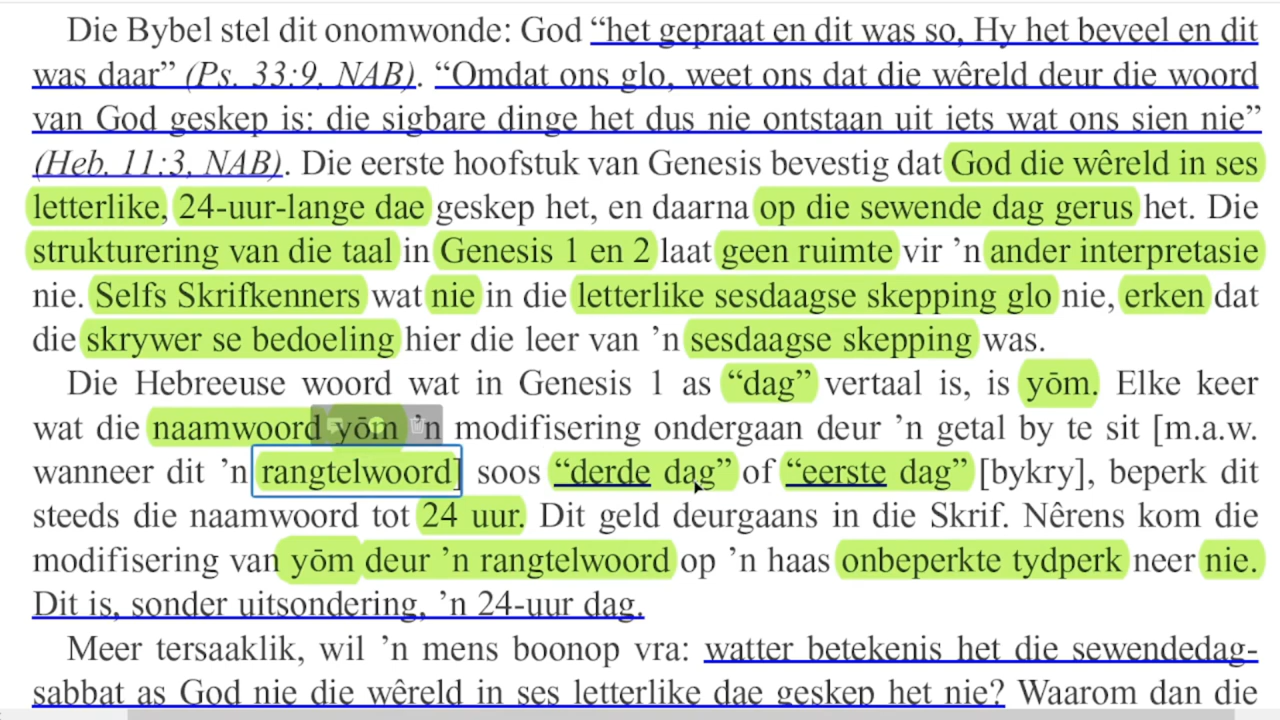 Die Bybel stel dit onomwonde: God “het gepraat en dit was so, Hy het beveel en dit
was daar” (Ps. 33:9, NAB). “Omdat ons glo, weet ons dat die wêreld deur die woord
van God geskep is: die sigbare dinge het dus nie ontstaan uit iets wat ons sien nie”
(Heb. 11:3, NAB). Die eerste hoofstuk van Genesis bevestig dat God die wêreld in ses
letterlike, 24-uur-lange dae geskep het, en daarna op die sewende dag gerus het. Die
strukturering van die taal in Genesis 1 en 2 laat geen ruimte vir ’n ander interpretasie
nie. Selfs Skrifkenners wat nie in die letterlike sesdaagse skepping glo nie, erken dat
die skrywer se bedoeling hier die leer van ’n sesdaagse skepping was.
Die Hebreeuse woord wat in Genesis 1 as “dag” vertaal is, is yōm. Elke keer
wat die naamwoord yōm ’n modifisering ondergaan deur ’n getal by te sit [m.a.w.
wanneer dit ’n rangtelwoord] soos “derde dag” of “eerste dag” [bykry], beperk dit
steeds die naamwoord tot 24 uur. Dit geld deurgaans in die Skrif. Nêrens kom die
modifisering van yōm deur ’n rangtelwoord op ’n haas onbeperkte tydperk neer nie.
Dit is, sonder uitsondering, ’n 24-uur dag.
Meer tersaaklik, wil ’n mens boonop vra: watter betekenis het die sewendedag-
sabbat as God nie die wêreld in ses letterlike dae geskep het nie? Waarom dan die